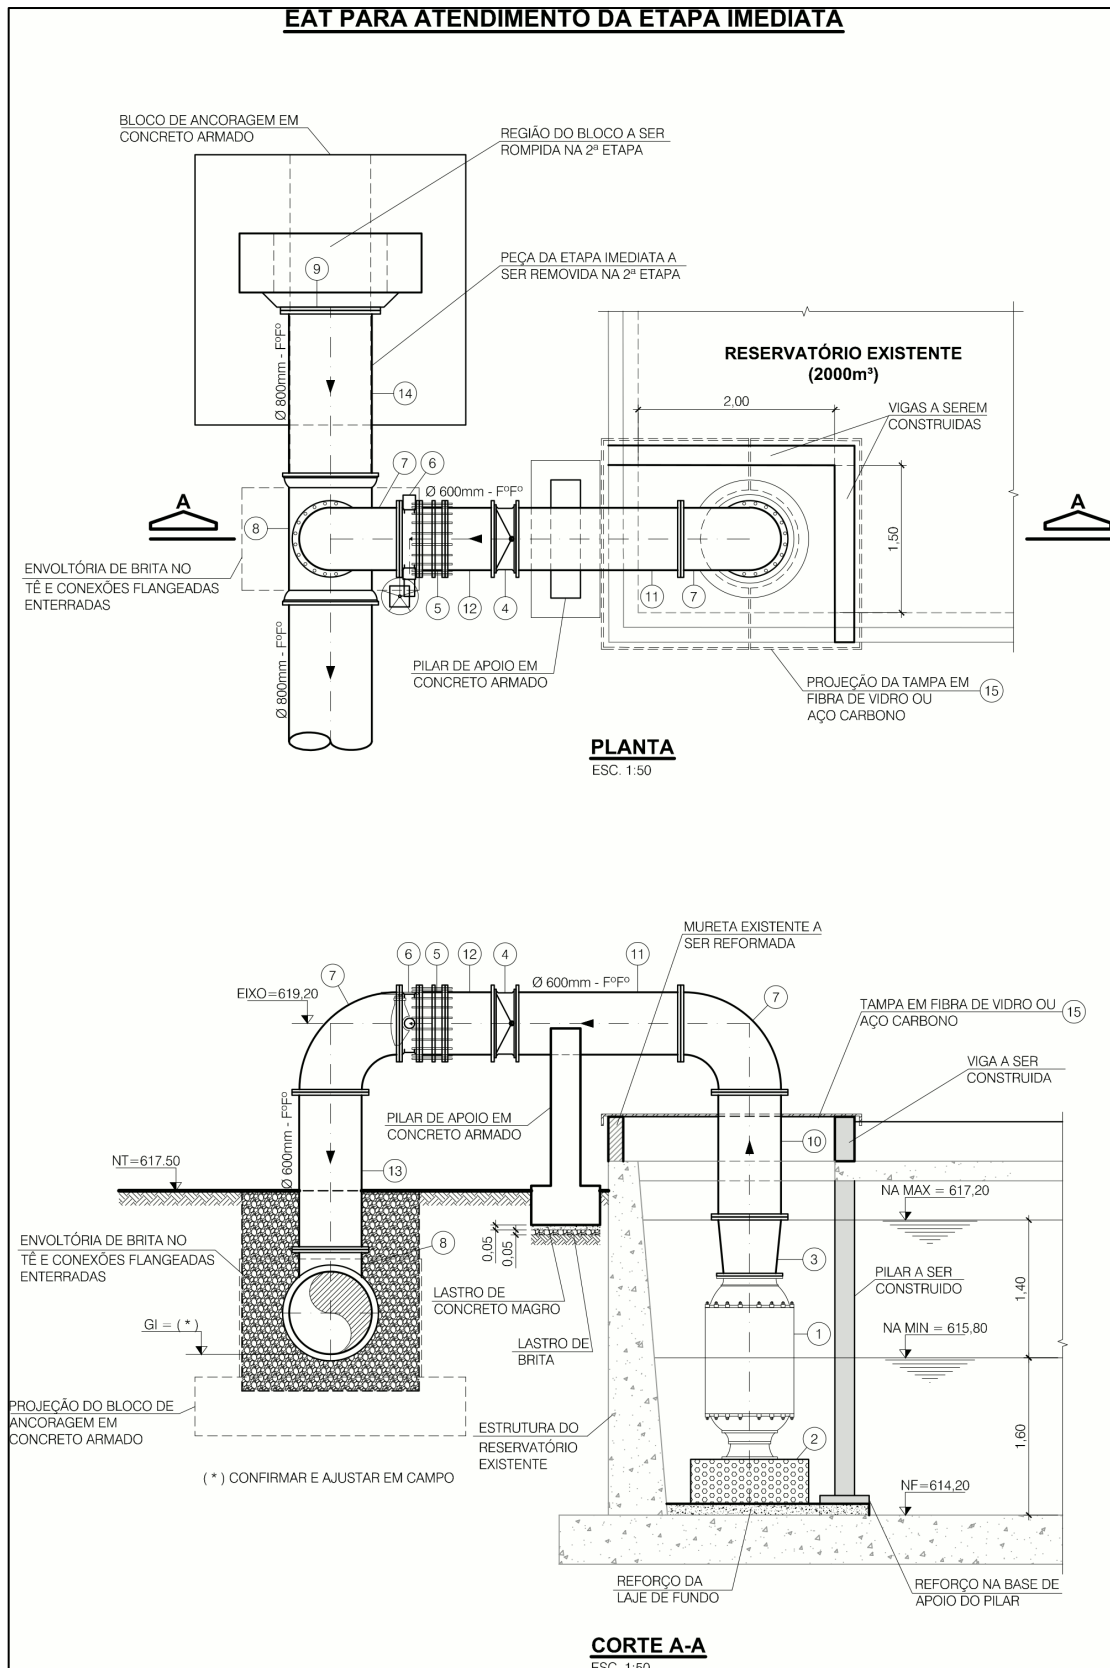 EAT PARA ATENDIMENTO DA ETAPA IMEDIATA
BLOCO DE ANCORAGEM EM
CONCRETO ARMADO
REGIÃO DO BLOCO A SER
ROMPIDA NA 2ª ETAPA
9
PEÇA DA ETAPA IMEDIATA A
SER REMOVIDA NA 2ª ETAPA
Ø 800mm - FºFº
14
RESERVATÓRIO EXISTENTE
(2000m³)
2,00
VIGAS A SEREM
CONSTRUIDAS
7
6
Ø 600mm - FºFº
A
8
A
1,50
ENVOLTÓRIA DE BRITA NO
TÊ E CONEXÕES FLANGEADAS
ENTERRADAS
5
12
4
11
7
Ø 800mm - FºFº
PILAR DE APOIO EM
CONCRETO ARMADO
PROJEÇÃO DA TAMPA EM
FIBRA DE VIDRO OU
AÇO CARBONO
15
PLANTA
ESC. 1:50
MURETA EXISTENTE A
SER REFORMADA
7
6
5
12
4
11
Ø 600mm - FºFº
7
EIXO=619,20
TAMPA EM FIBRA DE VIDRO OU
AÇO CARBONO
15
VIGA A SER
CONSTRUIDA
PILAR DE APOIO EM
CONCRETO ARMADO
10
Ø 600mm - FºFº
NT=617.50
13
NA MAX = 617,20
ENVOLTÓRIA DE BRITA NO
TÊ E CONEXÕES FLANGEADAS
ENTERRADAS
8
0,05
0,05
3
PILAR A SER
CONSTRUIDO
1,40
LASTRO DE
CONCRETO MAGRO
GI = ( * )
LASTRO DE
BRITA
1
NA MIN = 615,80
PROJEÇÃO DO BLOCO DE
ANCORAGEM EM
CONCRETO ARMADO
ESTRUTURA DO
RESERVATÓRIO
EXISTENTE
2
1,60
( * ) CONFIRMAR E AJUSTAR EM CAMPO
NF=614,20
REFORÇO DA
LAJE DE FUNDO
REFORÇO NA BASE DE
APOIO DO PILAR
CORTE A-A
ESC. 1:50